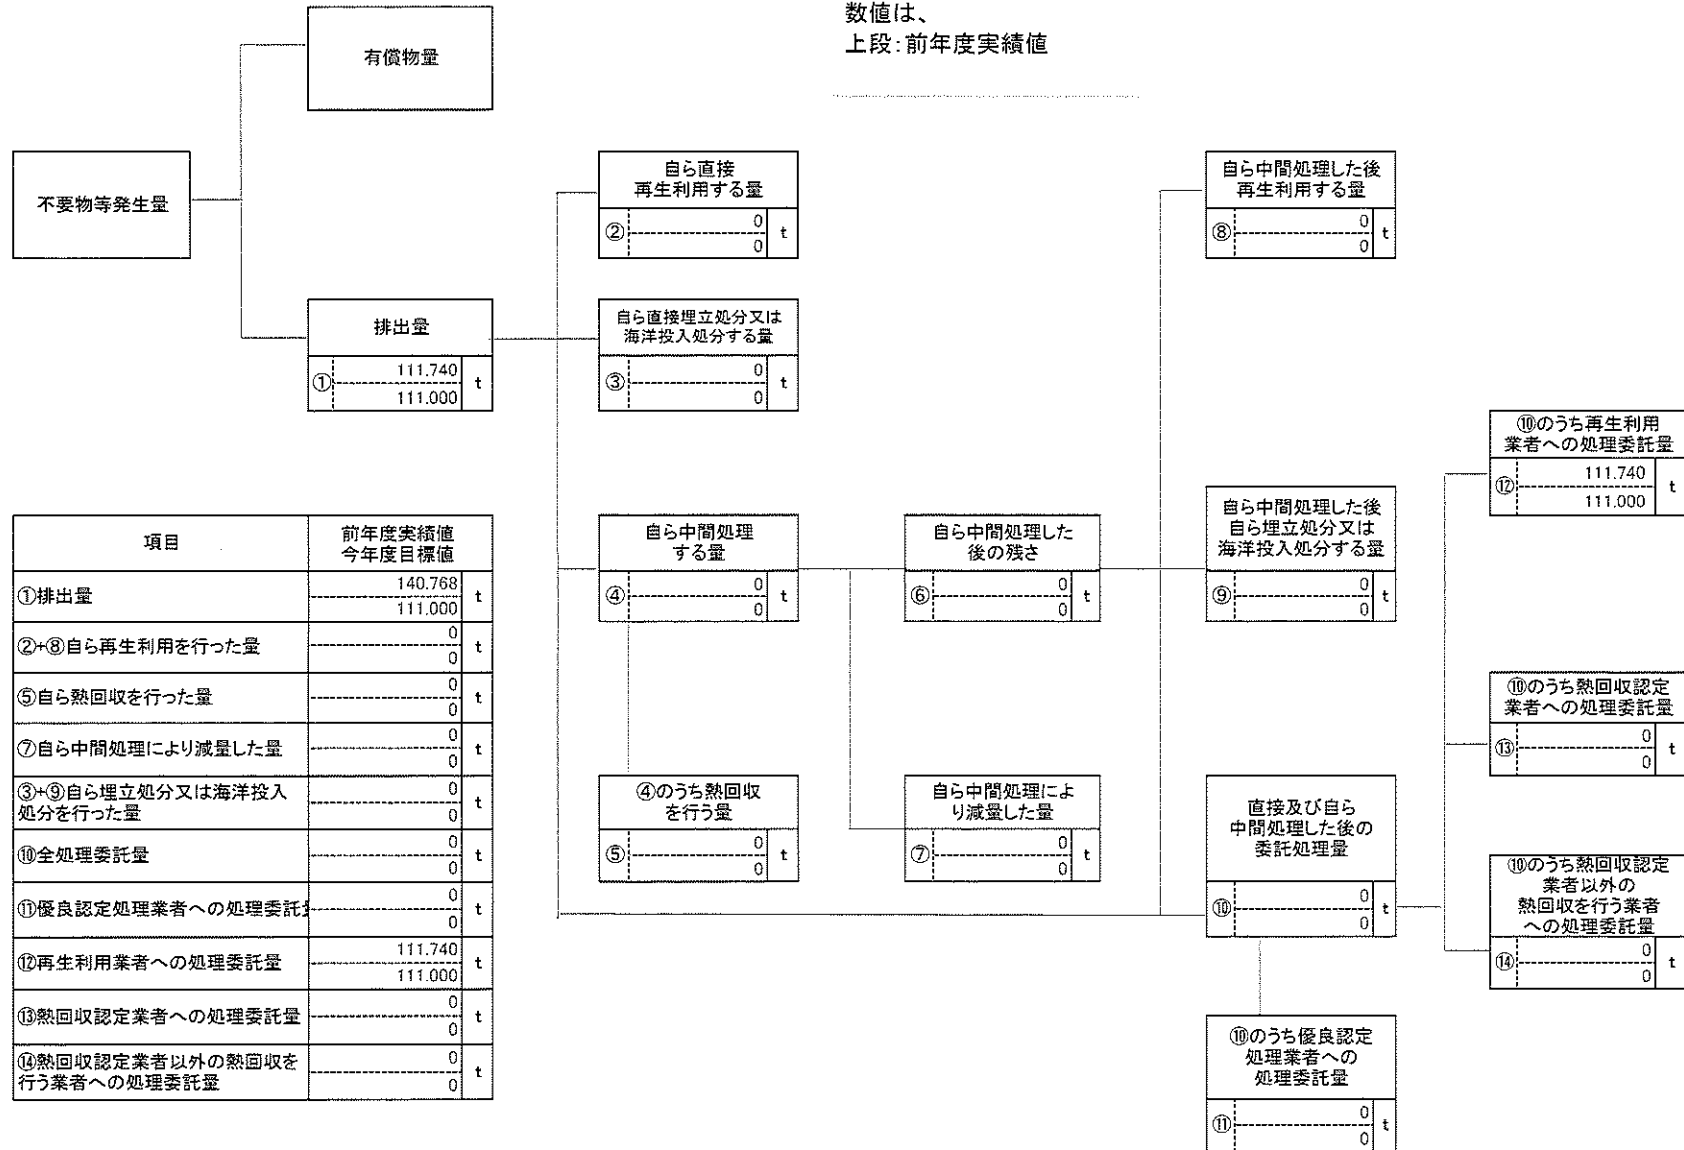 数値は、
上段:前年度実績値
有償物量
不要物等発生量
排出量
① 111.740 t
111.000
自ら直接
再生利用する量
② 0 t
0
自ら直接埋立処分又は
海洋投入処分する量
③ 0 t
0
自ら中間処理
する量
④ 0 t
0
④のうち熱回収
を行う量
⑤ 0 t
0
自ら中間処理した
後の残さ
⑥ 0 t
0
自ら中間処理によ
り減量した量
⑦ 0 t
0
自ら中間処理した後
再生利用する量
⑧ 0 t
0
自ら中間処理した後
自ら埋立処分又は
海洋投入処分する量
⑨ 0 t
0
直接及び自ら
中間処理した後の
委託処理量
⑩ 0 t
0
⑩のうち優良認定
処理業者への
処理委託量
⑪ 0 t
0
⑩のうち再生利用
業者への処理委託量
⑫ 111.740 t
111.000
⑩のうち熱回収認定
業者への処理委託量
⑬ 0 t
0
⑩のうち熱回収認定
業者以外の
熱回収を行う業者
への処理委託量
⑭ 0 t
0
項目 前年度実績値
今年度目標値
①排出量 140.768 t
111.000
②+⑧自ら再生利用を行った量 0 t
0
⑤自ら熱回収を行った量 0 t
0
⑦自ら中間処理により減量した量 0 t
0
③+⑨自ら埋立処分又は海洋投入
処分を行った量 0 t
0
⑩全処理委託量 0 t
0
⑪優良認定処理業者への処理委託 0 t
0
⑫再生利用業者への処理委託量 111.740 t
111.000
⑬熱回収認定業者への処理委託量 0 t
0
⑭熱回収認定業者以外の熱回収を
行う業者への処理委託量 0 t
0